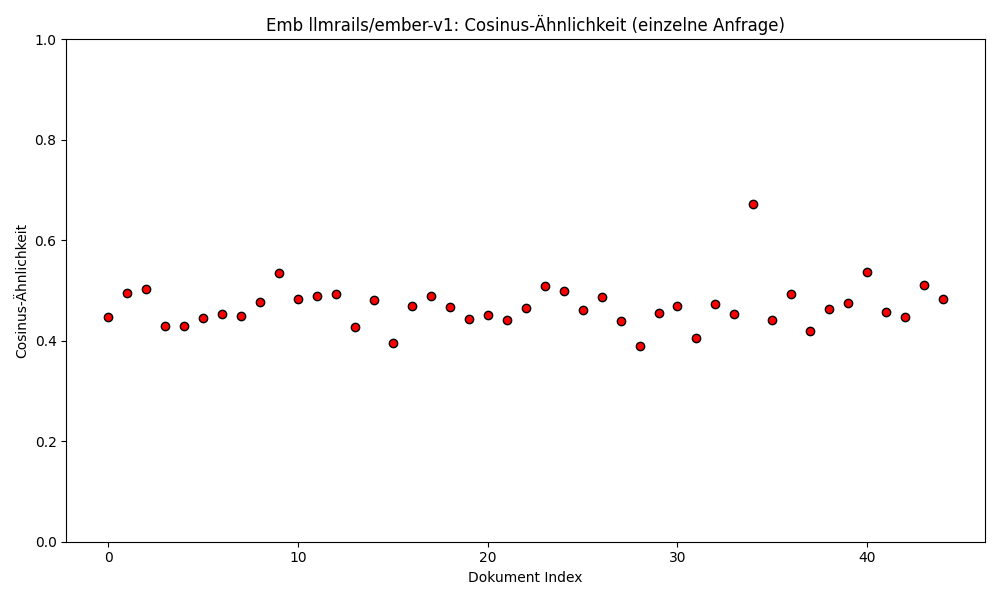 Emb llmrails/ember-v1: Cosinus-Ähnlichkeit (einzelne Anfrage)
Cosinus-Ähnlichkeit
1.0
0.8
0.6
0.4
0.2
0.0
0 10 20 30 40
Dokument Index